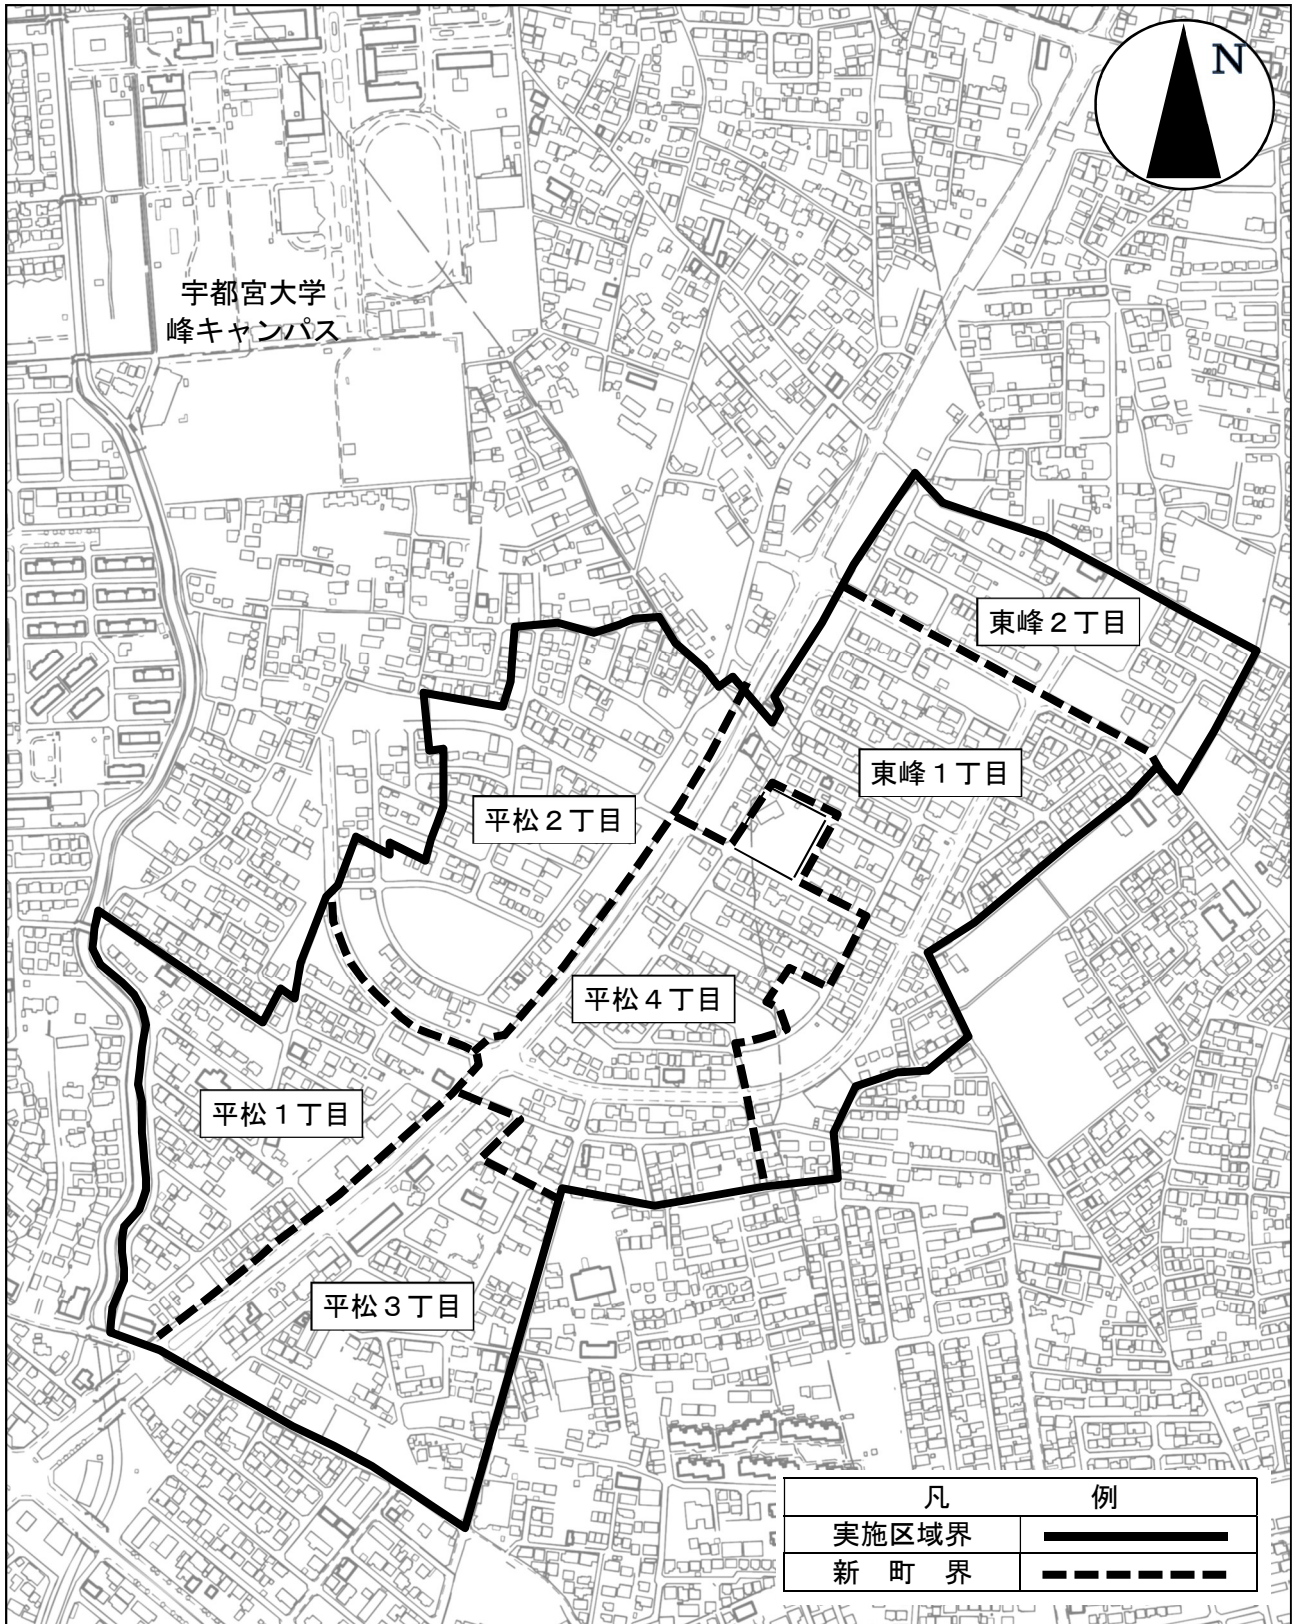 N
宇都宮大学
峰キャンパス
東峰２丁目
東峰１丁目
平松２丁目
平松４丁目
平松１丁目
平松３丁目
凡　例
実施区域界
新　町　界